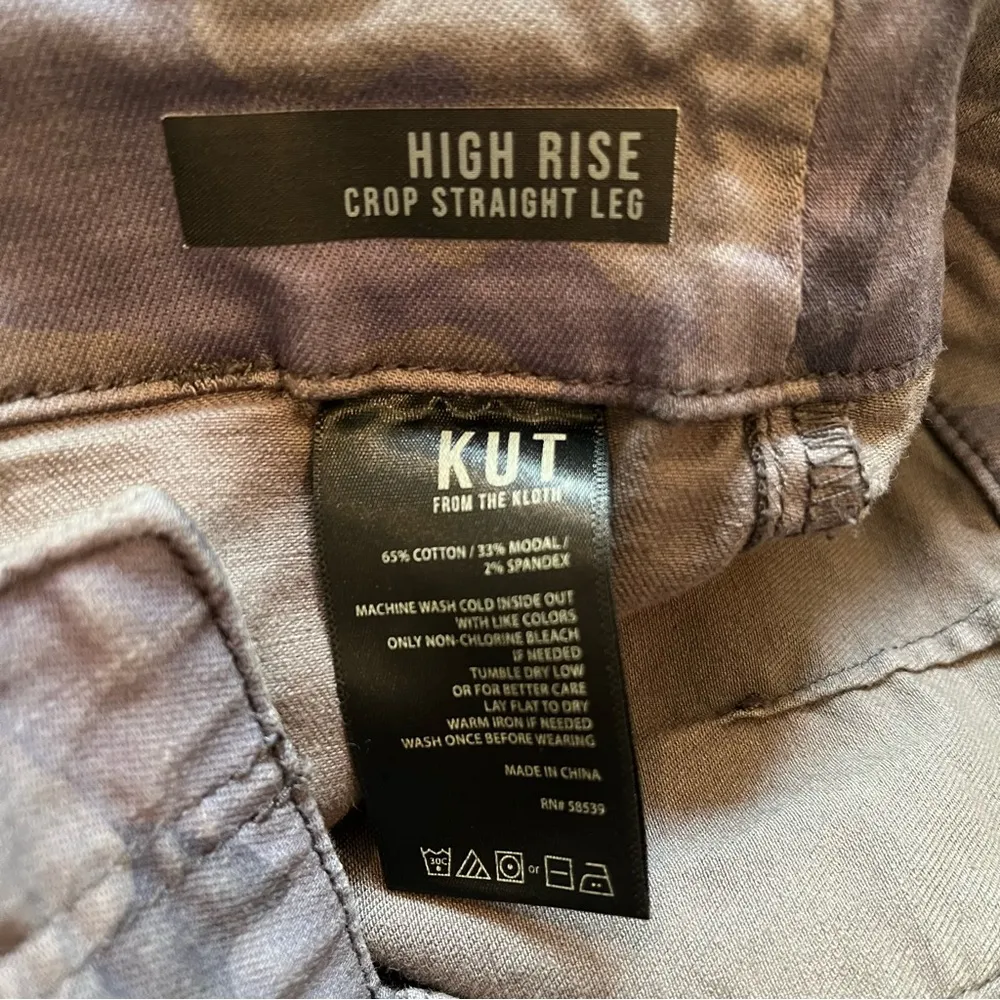 HIGH RISE
CROP STRAIGHT LEG
KUT
FROM THE KLOTH
65% COTTON / 33% MODAL /
2% SPANDEX
MACHINE WASH COLD INSIDE OUT
WITH LIKE COLORS
ONLY NON-CHLORINE BLEACH
IF NEEDED
TUMBLE DRY LOW
OR FOR BETTER CARE
LAY FLAT TO DRY
WARM IRON IF NEEDED
WASH ONCE BEFORE WEARING
MADE IN CHINA
RN# 58539
30C or